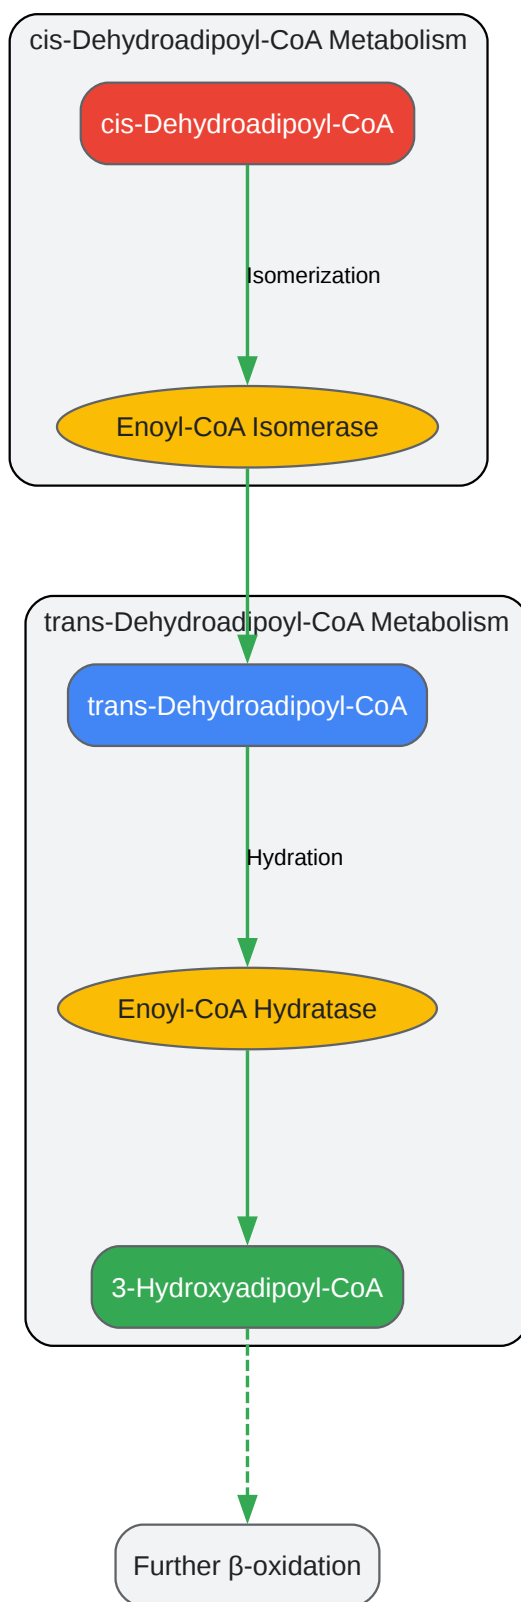 cis-Dehydroadipoyl-CoA Metabolism
cis-Dehydroadipoyl-CoA
Isomerization
Enoyl-CoA Isomerase
trans-Dehydroadipoyl-CoA Metabolism
trans-Dehydroadipoyl-CoA
Hydration
Enoyl-CoA Hydratase
3-Hydroxyadipoyl-CoA
Further β-oxidation